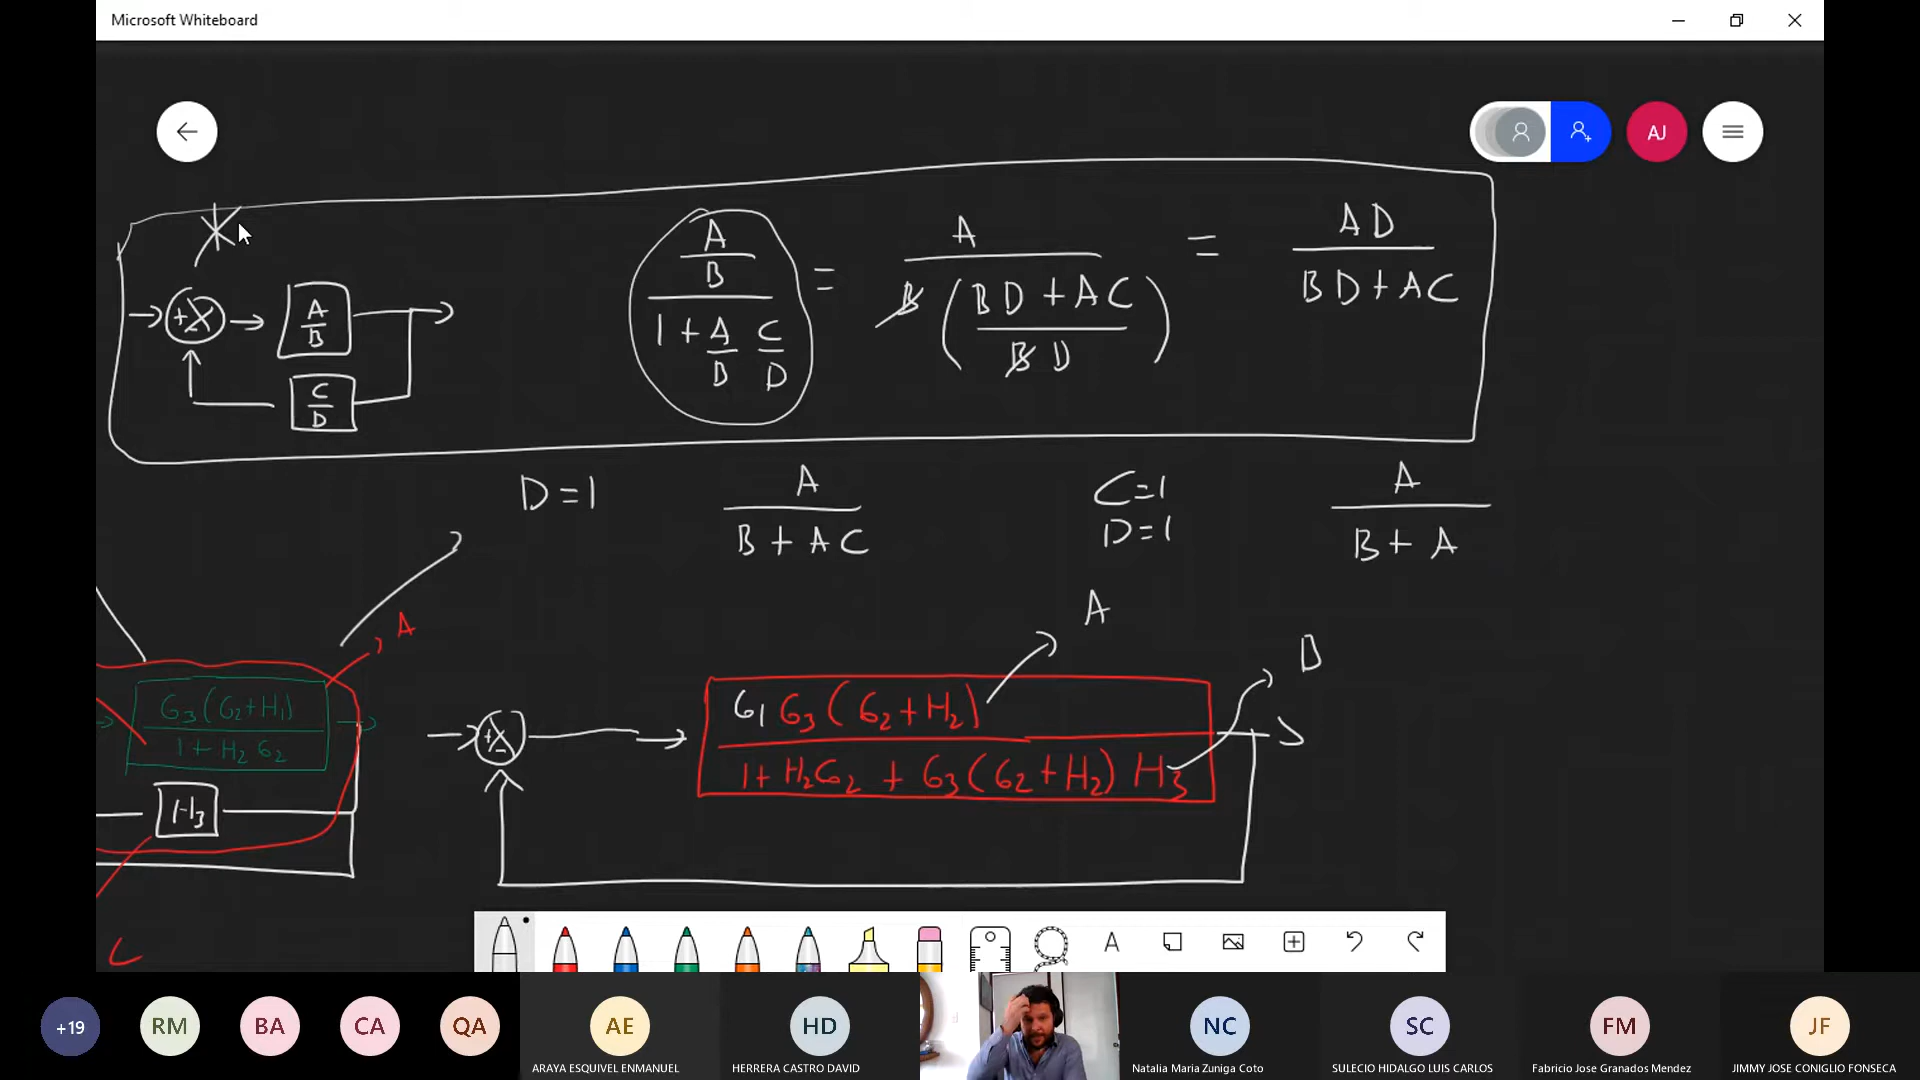 Microsoft Whiteboard
AJ
A/B
C/D
(A/B)/(1 + A/B C/D) = A/(B((BD + AC)/(BD))) = AD/(BD + AC)
D = 1
A/(B + AC)
C = 1
D = 1
A/(B + A)
A
G3(G2+H1)/(1 + H2G2)
H3
C
A
B
G1G3(G2+H2)/(1 + H2G2 + G3(G2+H2)H3)
A
+19
RM
BA
CA
QA
AE
HD
NC
SC
FM
JF
ARAYA ESQUIVEL ENMANUEL
HERRERA CASTRO DAVID
Natalia Maria Zuniga Coto
SULECIO HIDALGO LUIS CARLOS
Fabricio Jose Granados Mendez
JIMMY JOSE CONIGLIO FONSECA